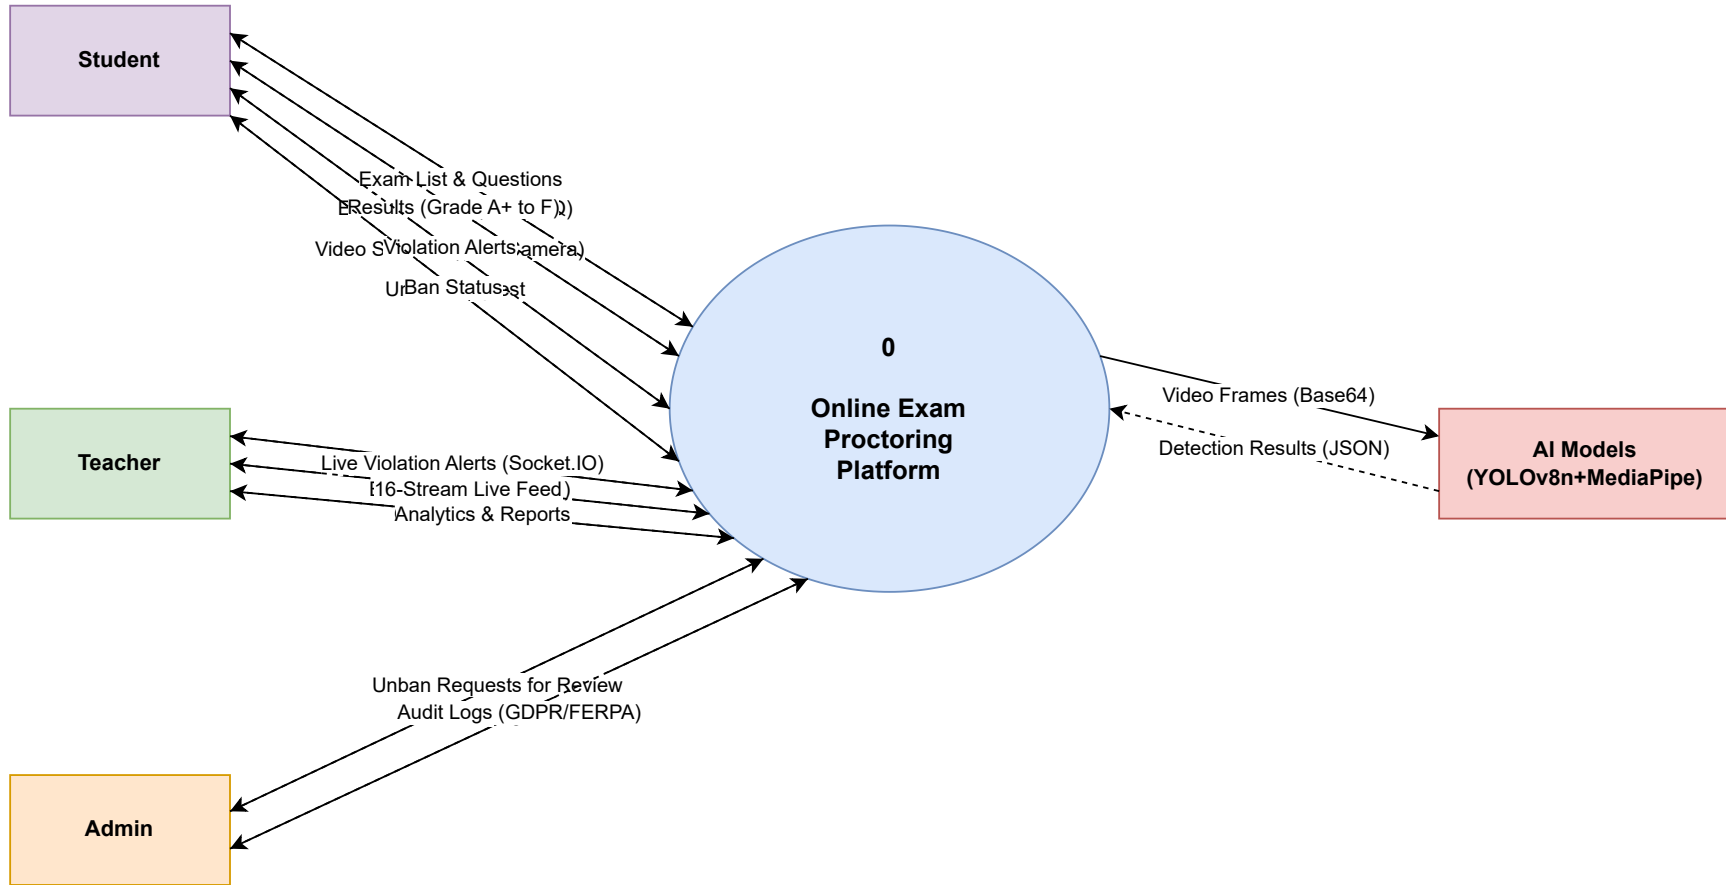 Student
Exam List & Questions
Results (Grade A+ to F)
Video
Violation Alerts
Ban Status
0
Online Exam
Proctoring
Platform
Video Frames (Base64)
Detection Results (JSON)
AI Models
(YOLOv8n+MediaPipe)
Teacher
Live Violation Alerts (Socket.IO)
16-Stream Live Feed
Analytics & Reports
Unban Requests for Review
Audit Logs (GDPR/FERPA)
Admin